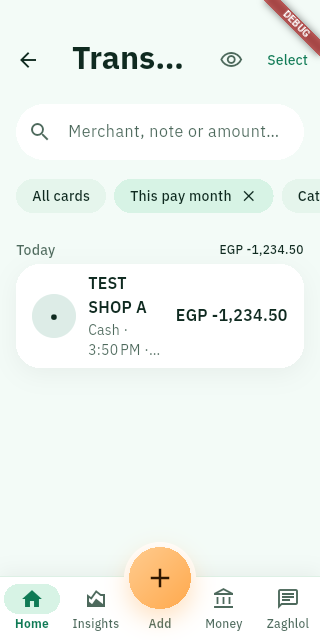 DEBUG
Trans...
Select
Merchant, note or amount...
All cards
This pay month
Cat
Today
EGP -1,234.50
TEST
SHOP A
EGP -1,234.50
Cash ·
3:50 PM ·...
Home
Insights
Add
Money
Zaghlol